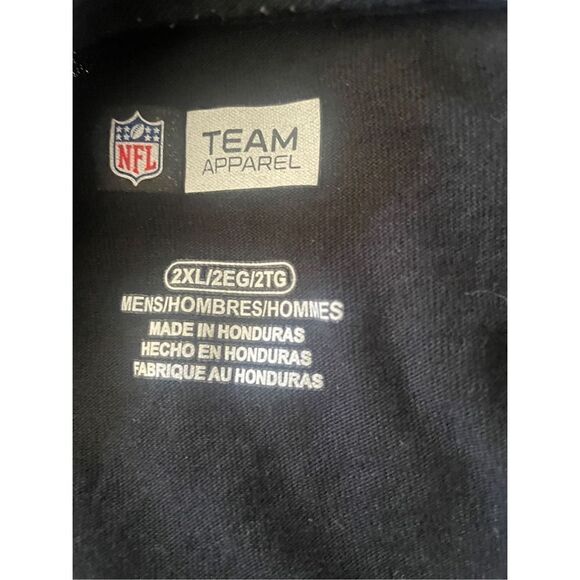 NFL
TEAM
APPAREL
2XL/2EG/2TG
MENS/HOMBRES/HOMMES
MADE IN HONDURAS
HECHO EN HONDURAS
FABRIQUE AU HONDURAS